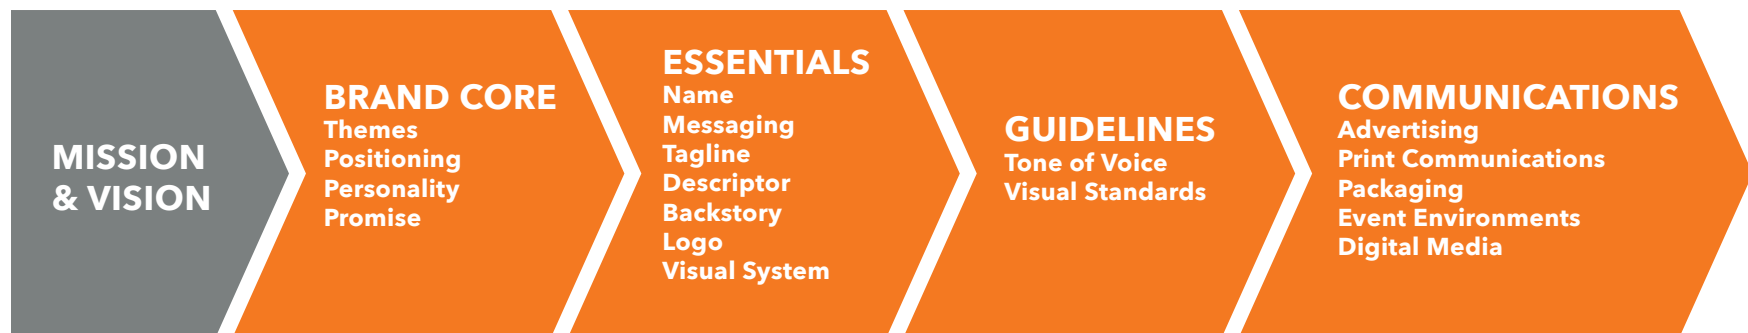 MISSION
& VISION
BRAND CORE
Themes
Positioning
Personality
Promise
ESSENTIALS
Name
Messaging
Tagline
Descriptor
Backstory
Logo
Visual System
GUIDELINES
Tone of Voice
Visual Standards
COMMUNICATIONS
Advertising
Print Communications
Packaging
Event Environments
Digital Media